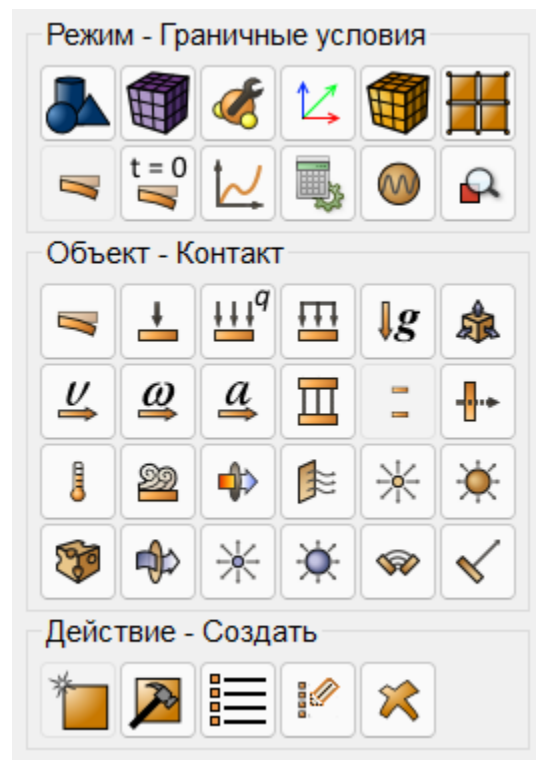 Режим - Граничные условия
t = 0
Объект - Контакт
q
g
υ ω a
Действие - Создать